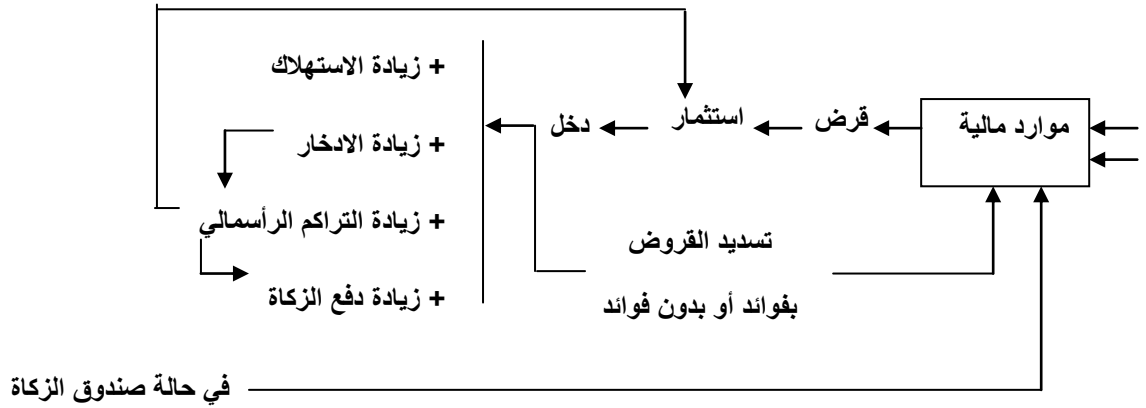 + زيادة الاستهلاك
موارد مالية
قرض
استثمار
دخل
+ زيادة الادخار
+ زيادة التراكم الرأسمالي
تسديد القروض
بفوائد أو بدون فوائد
+ زيادة دفع الزكاة
في حالة صندوق الزكاة